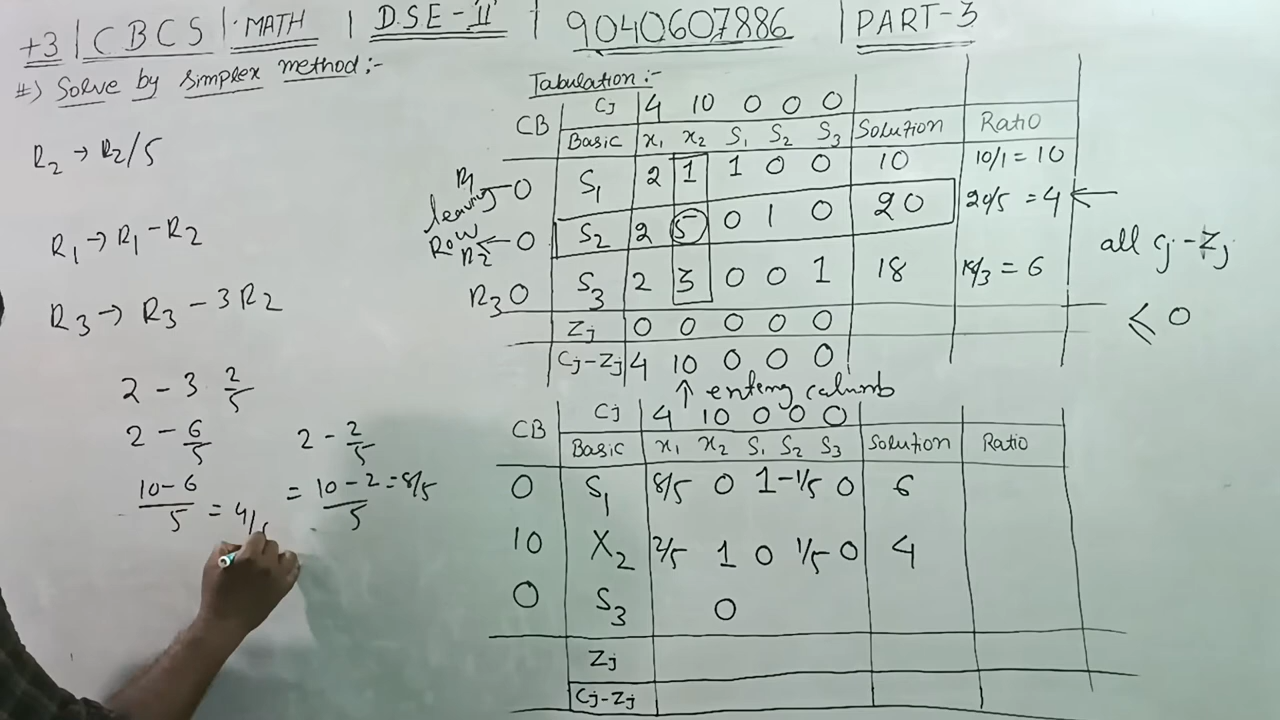 +3 | CBCS | MATH | DSE-II | 9040607886 | PART-3
#) Solve by simplex method:-
R2 → R2/5
R1 → R1 - R2
R3 → R3 - 3R2
2 - 3 2/5
2 - 6/5
10-6/5 = 4/
2 - 2/5
= 10-2/5 = 8/5
Tabulation:-
CB Cj 4 10 0 0 0
Basic x1 x2 S1 S2 S3 Solution Ratio
R1 0 S1 2 1 1 0 0 10 10/1 = 10
leaving Row
R2 ← 0 S2 2 5 0 1 0 20 20/5 = 4 ←
R3 0 S3 2 3 0 0 1 18 18/3 = 6
Zj 0 0 0 0 0
Cj-Zj 4 10 0 0 0
↑ enteng calumb
all Cj-Zj
≤ 0
CB Cj 4 10 0 0 0
Basic x1 x2 S1 S2 S3 Solution Ratio
0 S1 8/5 0 1 -1/5 0 6
10 X2 2/5 1 0 1/5 0 4
0 S3 0
Zj
Cj-Zj